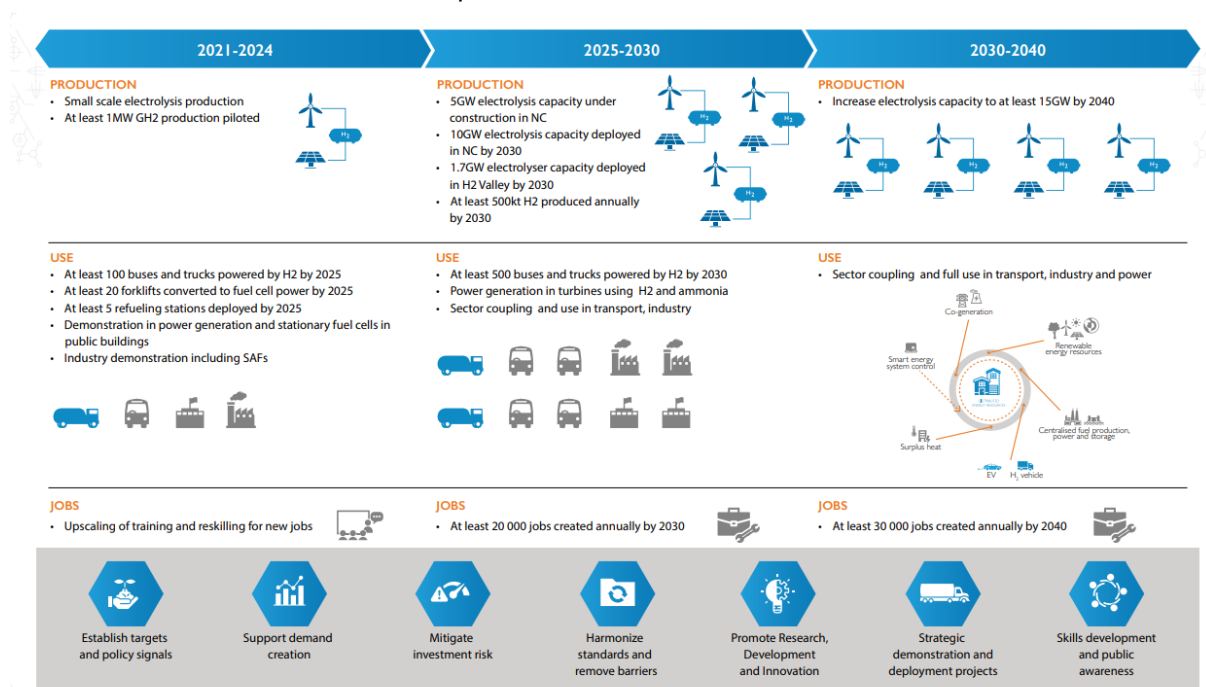 2021-2024
2025-2030
2030-2040
PRODUCTION
• Small scale electrolysis production
• At least 1MW GH2 production piloted
H2
PRODUCTION
• 5GW electrolysis capacity under
construction in NC
• 10GW electrolysis capacity deployed
in NC by 2030
• 1.7GW electrolyser capacity deployed
in H2 Valley by 2030
• At least 500kt H2 produced annually
by 2030
H2
H2
H2
PRODUCTION
• Increase electrolysis capacity to at least 15GW by 2040
H2
H2
H2
H2
USE
• At least 100 buses and trucks powered by H2 by 2025
• At least 20 forklifts converted to fuel cell power by 2025
• At least 5 refueling stations deployed by 2025
• Demonstration in power generation and stationary fuel cells in
public buildings
• Industry demonstration including SAFs
USE
• At least 500 buses and trucks powered by H2 by 2030
• Power generation in turbines using H2 and ammonia
• Sector coupling and use in transport, industry
USE
• Sector coupling and full use in transport, industry and power
Co-generation
Renewable
energy resources
Smart energy
system control
Centralised fuel production,
power and storage
Surplus heat
EV
H2 vehicle
JOBS
• Upscaling of training and reskilling for new jobs
JOBS
• At least 20 000 jobs created annually by 2030
JOBS
• At least 30 000 jobs created annually by 2040
Establish targets
and policy signals
Support demand
creation
Mitigate
investment risk
Harmonize
standards and
remove barriers
Promote Research,
Development
and Innovation
Strategic
demonstration and
deployment projects
Skills development
and public
awareness